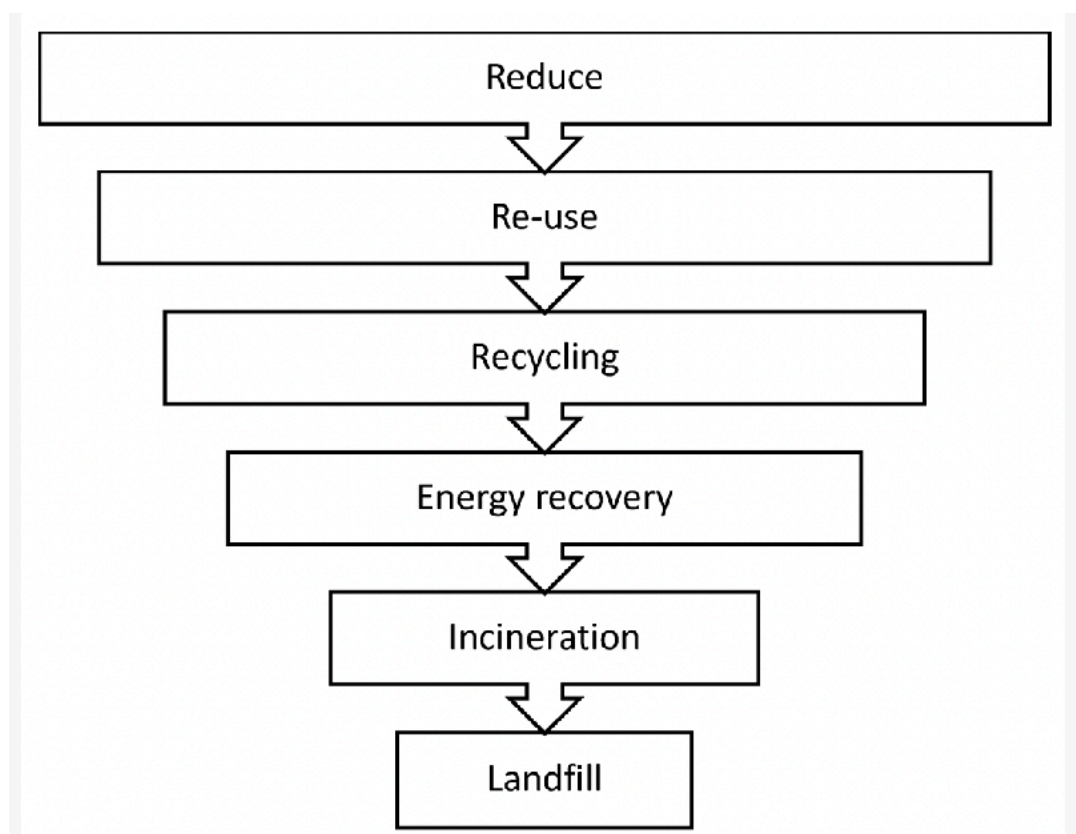 Reduce
Re-use
Recycling
Energy recovery
Incineration
Landfill